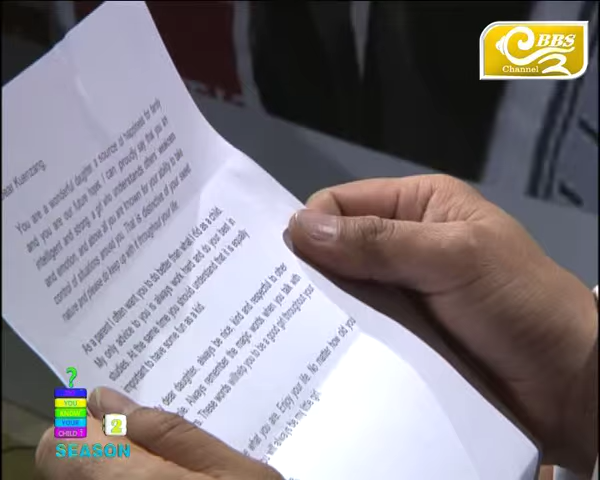 BBS
Channel 2
ear Kuenzang,
You are a wonderful daughter a source of happiness for
and you are our future hope. I can proudly say that you
intelligent and strong, a girl who understands others
and emotion, and above all you are known for your ability to take
control of situations around you. That is distinctive of your sweet
nature and please do keep up with it throughout your life.
As a parent I often want you to do better than what I did as a child.
My only advice to you is always work hard and do your best in
studies. At the same time you should understand that it is equally
mportant to have some fun as a kid
dear daughter, always be nice, kind and respectful to other
Always remember the magic words when you talk with
These words will you to be a good girl throughout your
what you are. Enjoy your life. No matter how old you
will always be my little girl
?
YOU
KNOW
YOUR
CHILD ?
2
SEASON